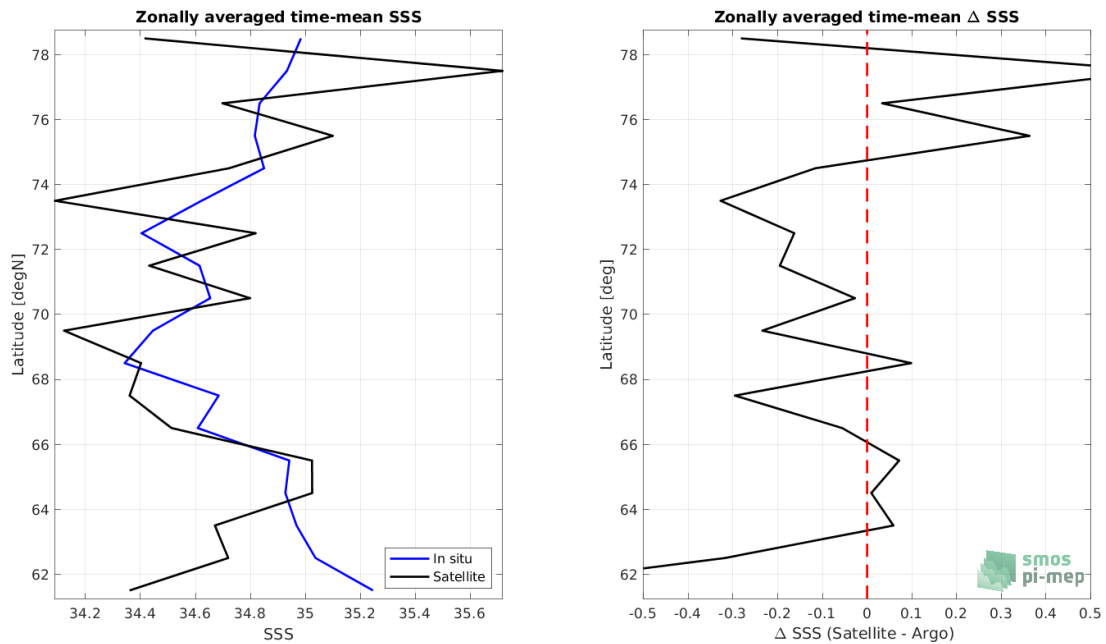 Zonally averaged time-mean SSS
78
76
74
72
70
68
66
64
62
Latitude [degN]
34.2 34.4 34.6 34.8 35 35.2 35.4 35.6
SSS
In situ
Satellite
Zonally averaged time-mean Δ SSS
78
76
74
72
70
68
66
64
62
Latitude [deg]
-0.5 -0.4 -0.3 -0.2 -0.1 0 0.1 0.2 0.3 0.4 0.5
Δ SSS (Satellite - Argo)
smos
pi-mep